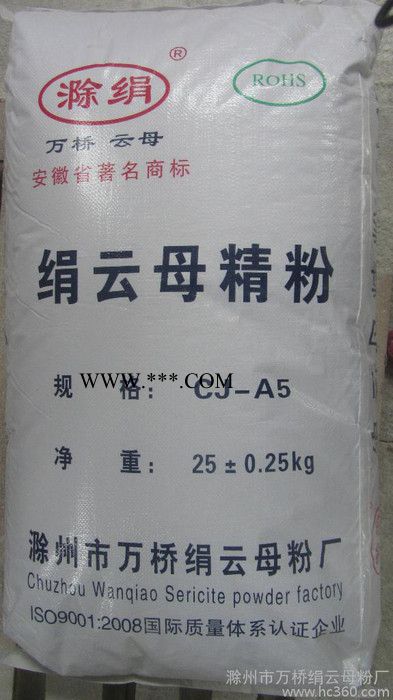 滁绢
®
ROHS
万桥 云母
安徽省著名商标
绢云母精粉
规 格: CJ-A5
WWW.***.COM
净 重: 25±0.25kg
滁州市万桥绢云母粉厂
Chuzhou Wanqiao Sericite powder factory
ISO9001:2008国际质量体系认证企业
滁州市万桥绢云母粉厂
www.hc360.com